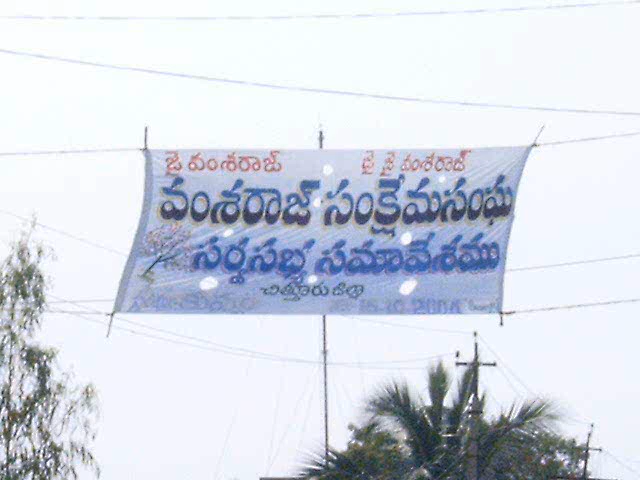 జై వంశరాజ్ జై జై వంశరాజ్
వంశరాజ్ సంక్షేమసంఘ
సర్వసభ్య సమావేశము
చిత్తూరు జిల్లా